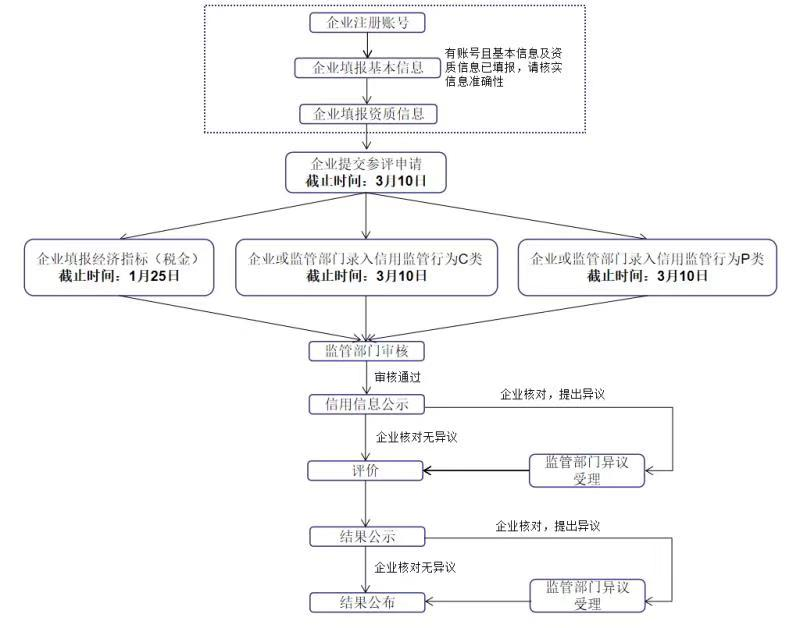 企业注册账号
企业填报基本信息
有账号且基本信息及资
质信息已填报，请核实
信息准确性
企业填报资质信息
企业提交参评申请
截止时间：3月10日
企业填报经济指标（税金）
截止时间：1月25日
企业或监管部门录入信用监管行为C类
截止时间：3月10日
企业或监管部门录入信用监管行为P类
截止时间：3月10日
监管部门审核
审核通过
信用信息公示
企业核对，提出异议
企业核对无异议
评价
监管部门异议
受理
结果公示
企业核对，提出异议
企业核对无异议
结果公布
监管部门异议
受理